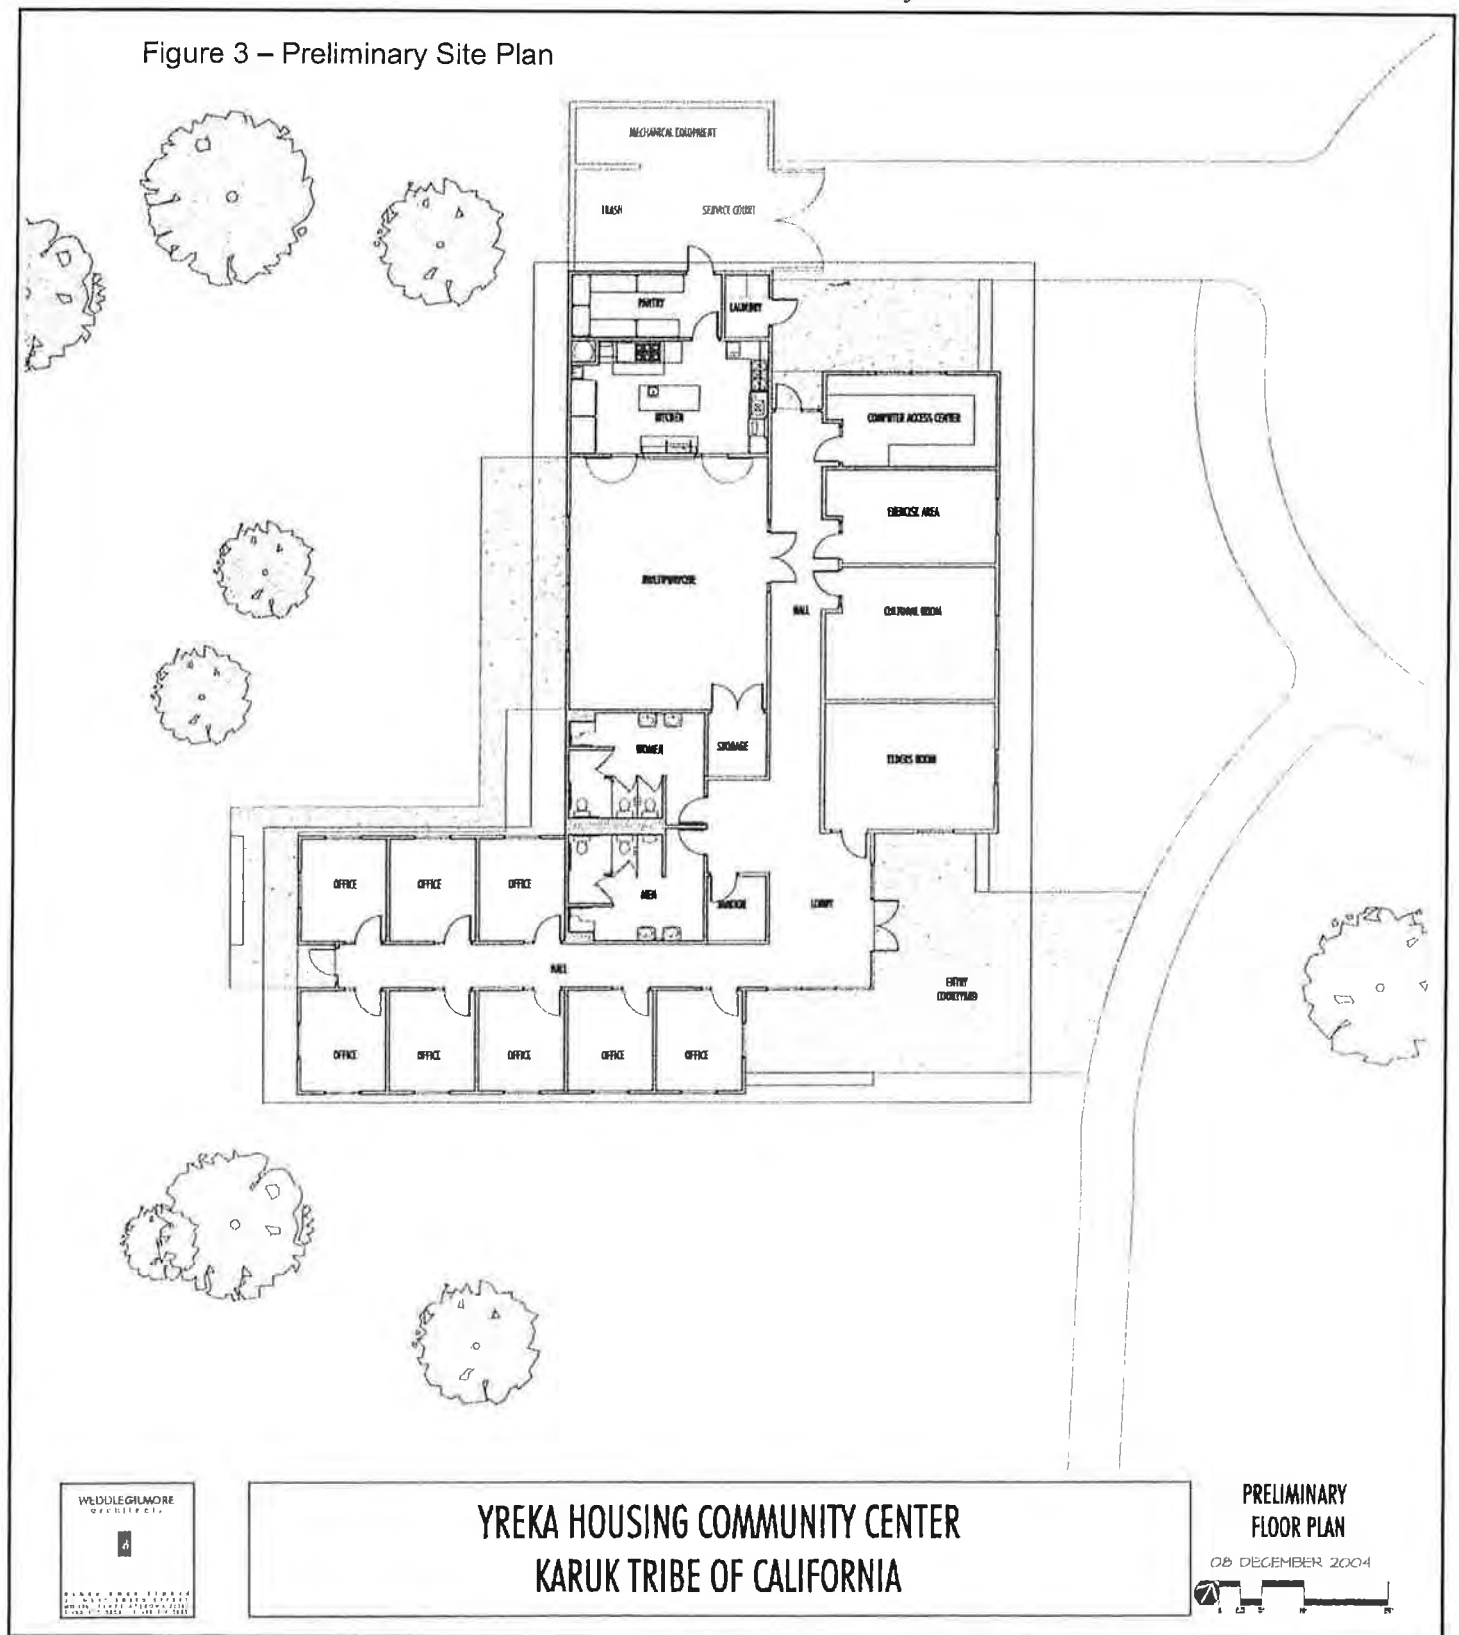 Figure 3 – Preliminary Site Plan
MECHANICAL EQUIPMENT
TRASH
SERVICE COURT
PANTRY
LAUNDRY
KITCHEN
COMPUTER ACCESS CENTER
EXERCISE AREA
MULTIPURPOSE
HALL
CULTURAL ROOM
WOMEN
STORAGE
ELDERS ROOM
OFFICE
OFFICE
OFFICE
MEN
JANITOR
LOBBY
HALL
ENTRY
COURTYARD
OFFICE
OFFICE
OFFICE
OFFICE
OFFICE
WEDDLEGILMORE
architects
YREKA HOUSING COMMUNITY CENTER
KARUK TRIBE OF CALIFORNIA
PRELIMINARY
FLOOR PLAN
08 DECEMBER 2004